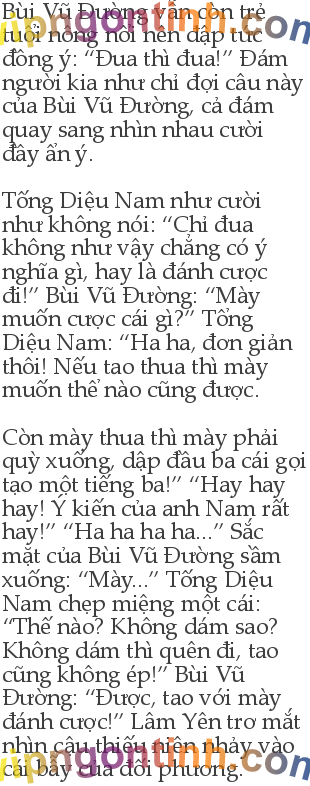 Bùi Vũ Đường vẫn còn trẻ
tuổi nông nổi nên đáp tức
đồng ý: “Đua thì đua!” Đám
người kia như chỉ đợi câu này
của Bùi Vũ Đường, cả đám
quay sang nhìn nhau cười
đầy ẩn ý.
Tống Diệu Nam như cười
như không nói: “Chỉ đua
không như vậy chẳng có ý
nghĩa gì, hay là đánh cược
đi!” Bùi Vũ Đường: “Mày
muốn cược cái gì?” Tống
Diệu Nam: “Ha ha, đơn giản
thôi! Nếu tao thua thì mày
muốn thế nào cũng được.
Còn mày thua thì mày phải
quỳ xuống, dập đầu ba cái gọi
tạo một tiếng ba!” “Hay hay
hay! Ý kiến của anh Nam rất
hay!” “Ha ha ha ha...” Sắc
mặt của Bùi Vũ Đường sầm
xuống: “Mày...” Tống Diệu
Nam chẹp miệng một cái:
“Thế nào? Không dám sao?
Không dám thì quên đi, tao
cũng không ép!” Bùi Vũ
Đường: “Được, tao với mày
đánh cược!” Lâm Yên trơ mắt
nhìn cậu thiếu niên nhảy vào
cái bẫy của đối phương.
vipngontinh.com
vipngontinh.com